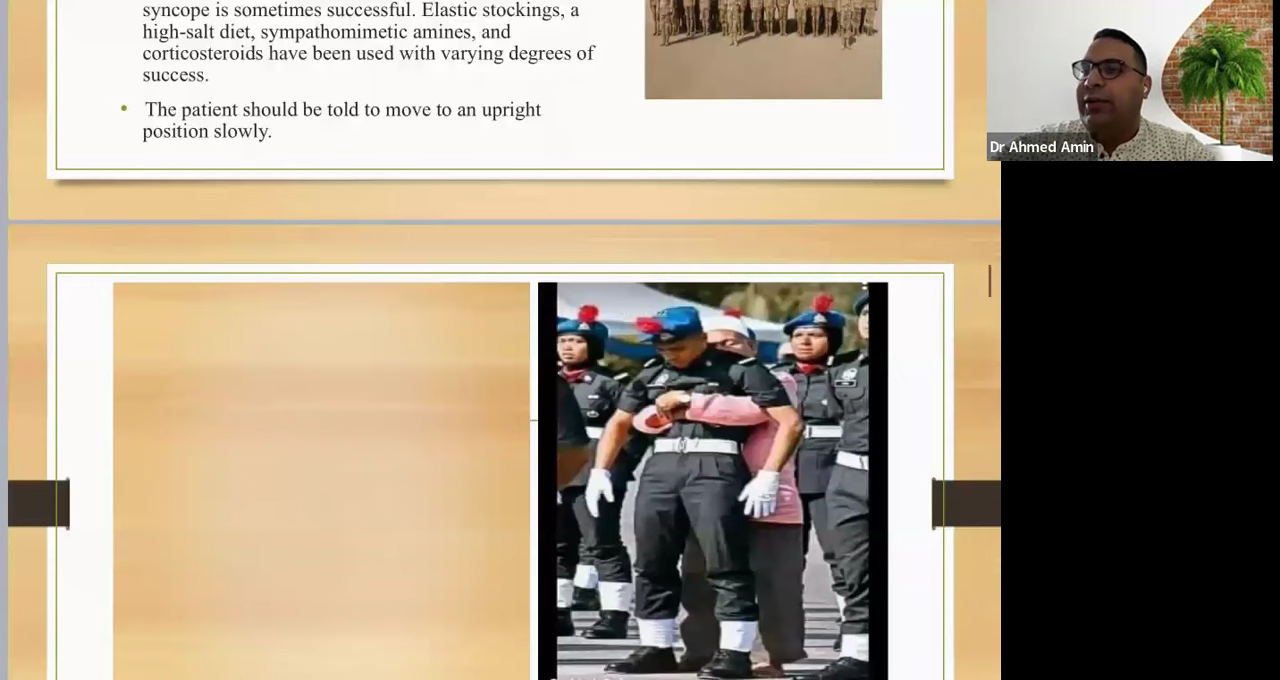 syncope is sometimes successful. Elastic stockings, a
high-salt diet, sympathomimetic amines, and
corticosteroids have been used with varying degrees of
success.
• The patient should be told to move to an upright
position slowly.
Dr Ahmed Amin